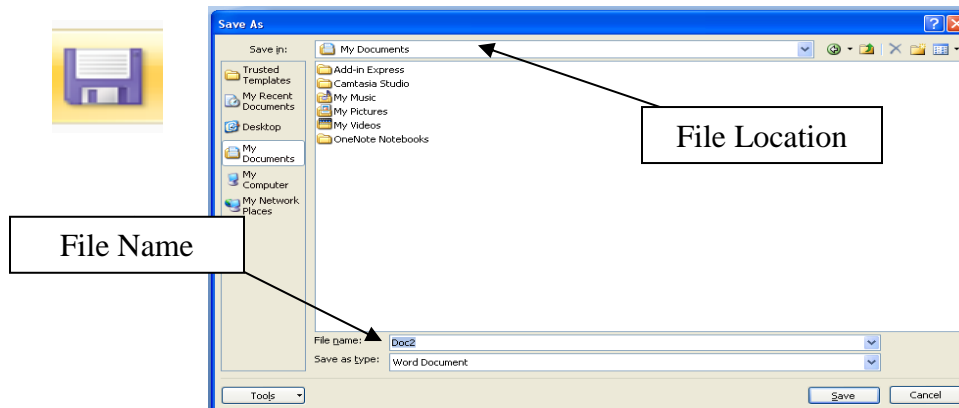 Save As
Save in:
My Documents
Trusted
Templates
My Recent
Documents
Desktop
My
Documents
My
Computer
My Network
Places
Add-in Express
Camtasia Studio
My Music
My Pictures
My Videos
OneNote Notebooks
File Location
File Name
File name:
Doc2
Save as type:
Word Document
Tools
Save
Cancel